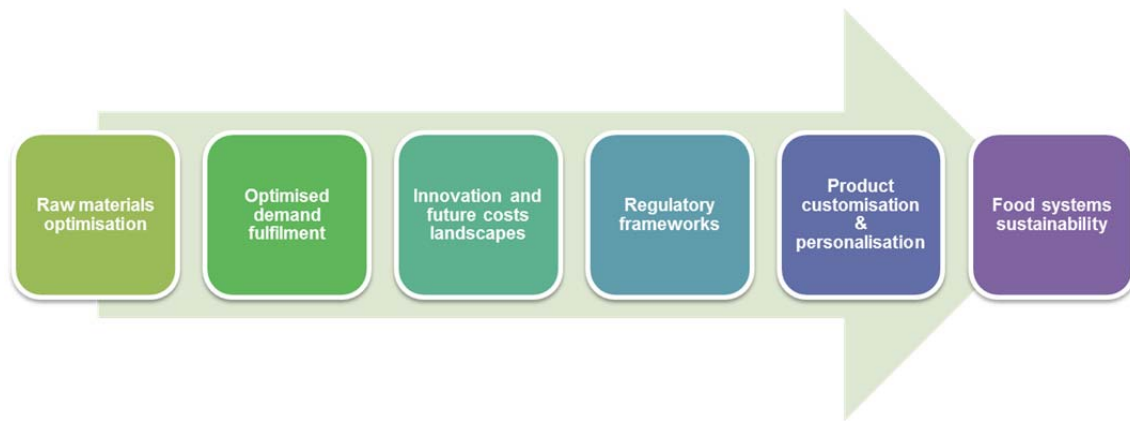 Raw materials
optimisation
Optimised
demand
fulfilment
Innovation and
future costs
landscapes
Regulatory
frameworks
Product
customisation
&
personalisation
Food systems
sustainability